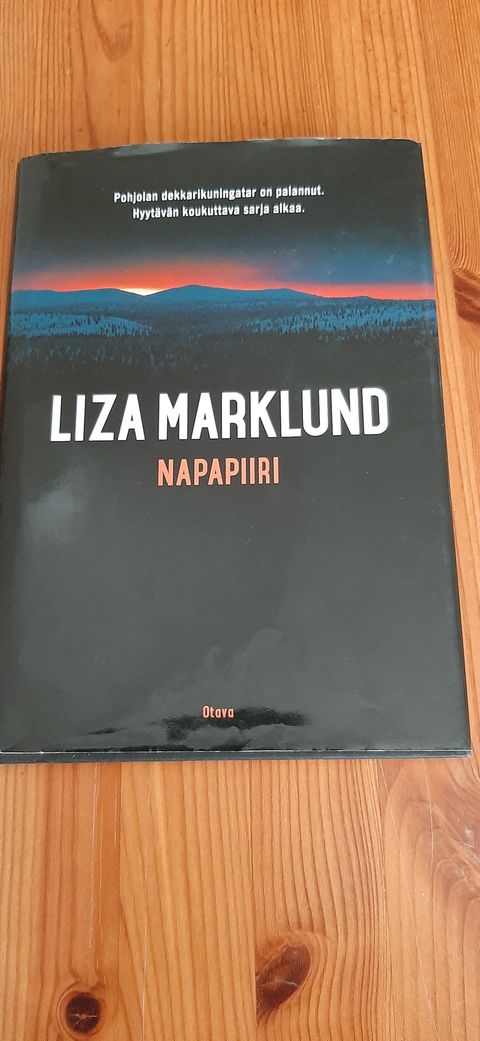 Pohjolan dekkarikuningatar on palannut.
Hyytävän koukuttava sarja alkaa.
LIZA MARKLUND
NAPAPIIRI
Otava